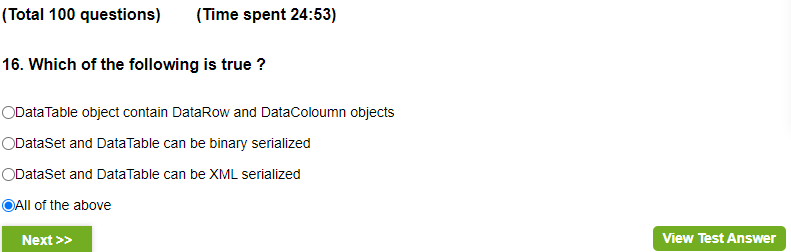 (Total 100 questions) (Time spent 24:53)
16. Which of the following is true ?
DataTable object contain DataRow and DataColoumn objects
DataSet and DataTable can be binary serialized
DataSet and DataTable can be XML serialized
All of the above
Next >> View Test Answer